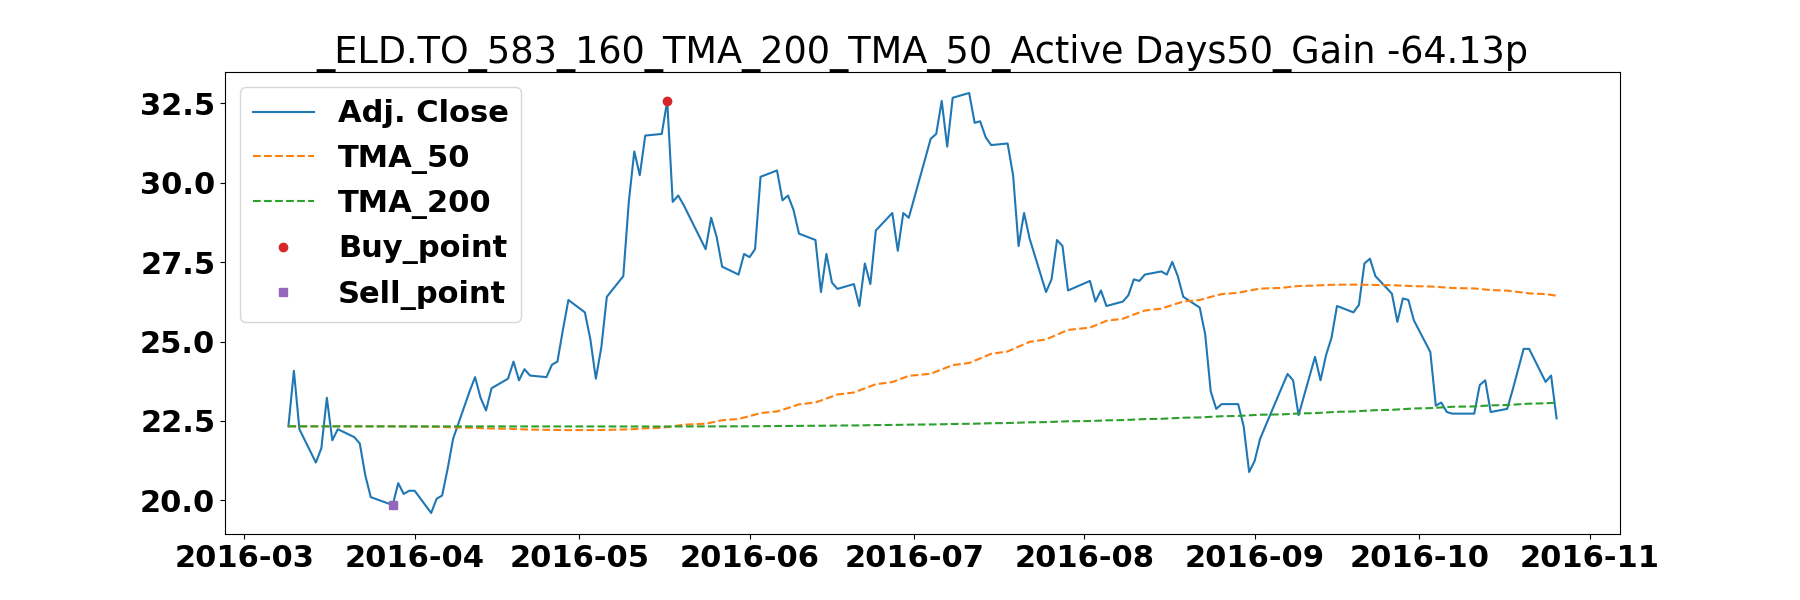 _ELD.TO_583_160_TMA_200_TMA_50_Active Days50_Gain -64.13p
32.5
30.0
27.5
25.0
22.5
20.0
Adj. Close
TMA_50
TMA_200
Buy_point
Sell_point
2016-03 2016-04 2016-05 2016-06 2016-07 2016-08 2016-09 2016-10 2016-11